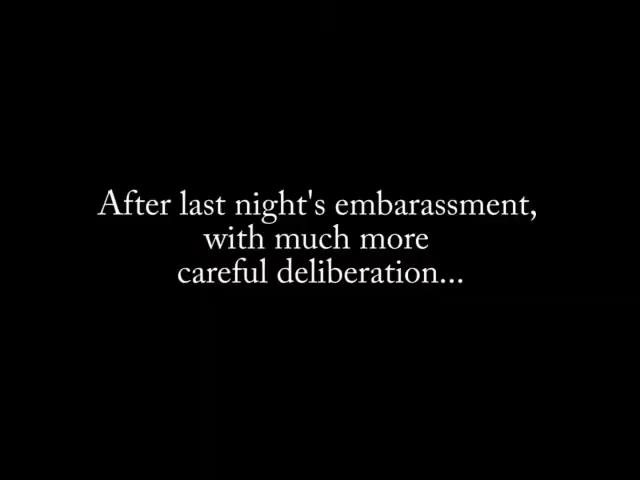 After last night's embarassment,
with much more
careful deliberation...